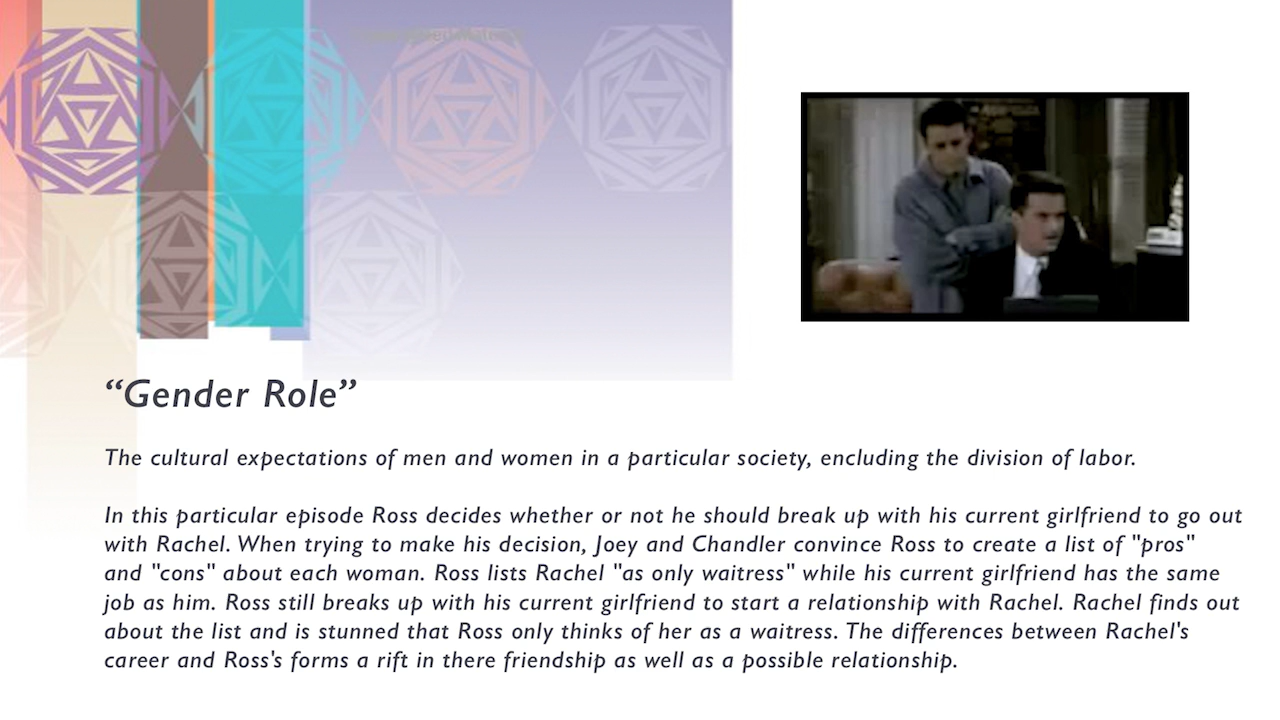 “Gender Role”
The cultural expectations of men and women in a particular society, encluding the division of labor.
In this particular episode Ross decides whether or not he should break up with his current girlfriend to go out
with Rachel. When trying to make his decision, Joey and Chandler convince Ross to create a list of "pros"
and "cons" about each woman. Ross lists Rachel "as only waitress" while his current girlfriend has the same
job as him. Ross still breaks up with his current girlfriend to start a relationship with Rachel. Rachel finds out
about the list and is stunned that Ross only thinks of her as a waitress. The differences between Rachel's
career and Ross's forms a rift in there friendship as well as a possible relationship.